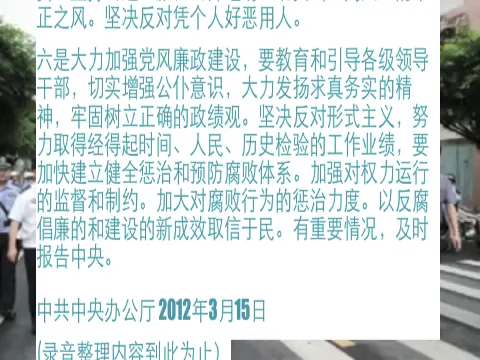 正之风。坚决反对凭个人好恶用人。
六是大力加强党风廉政建设，要教育和引导各级领导
干部，切实增强公仆意识，大力发扬求真务实的精
神，牢固树立正确的政绩观。坚决反对形式主义，努
力取得经得起时间、人民、历史检验的工作业绩，要
加快建立健全惩治和预防腐败体系。加强对权力运行
的监督和制约。加大对腐败行为的惩治力度。以反腐
倡廉的和建设的新成效取信于民。有重要情况，及时
报告中央。
中共中央办公厅 2012年3月15日
(录音整理内容到此为止）